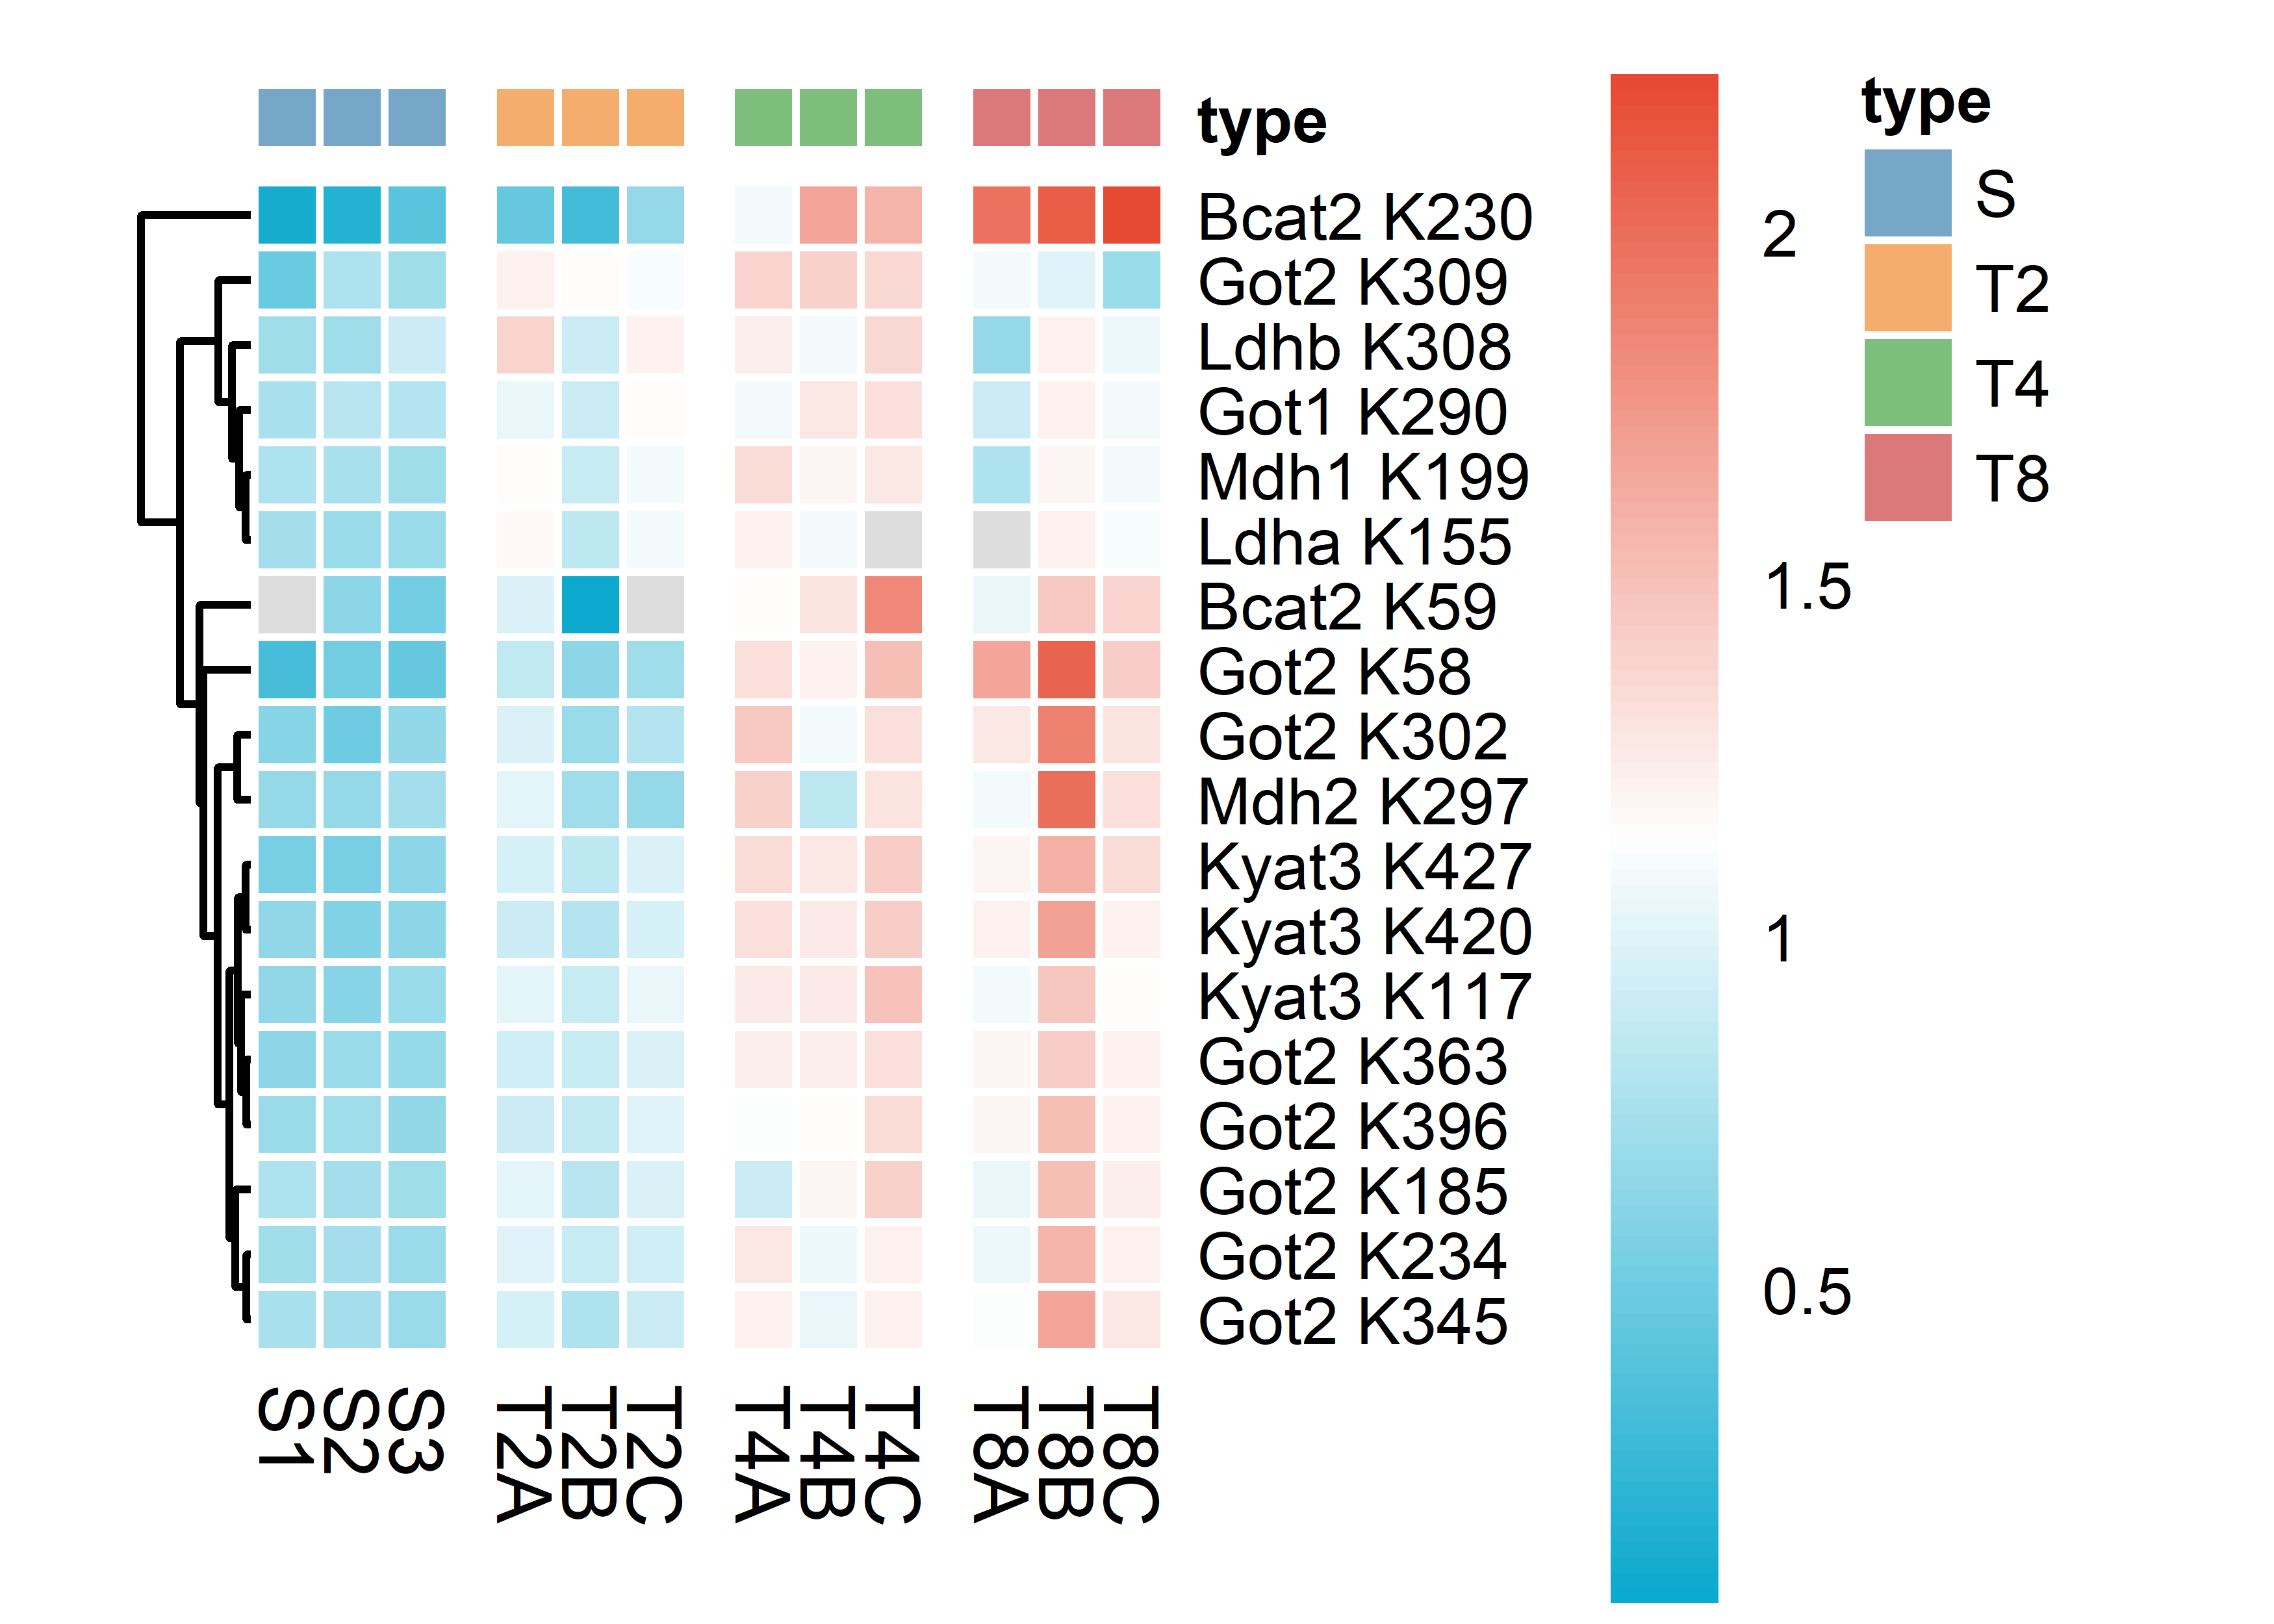 type
Bcat2 K230
Got2 K309
Ldhb K308
Got1 K290
Mdh1 K199
Ldha K155
Bcat2 K59
Got2 K58
Got2 K302
Mdh2 K297
Kyat3 K427
Kyat3 K420
Kyat3 K117
Got2 K363
Got2 K396
Got2 K185
Got2 K234
Got2 K345
S1
S2
S3
T2A
T2B
T2C
T4A
T4B
T4C
T8A
T8B
T8C
2
1.5
1
0.5
type
S
T2
T4
T8